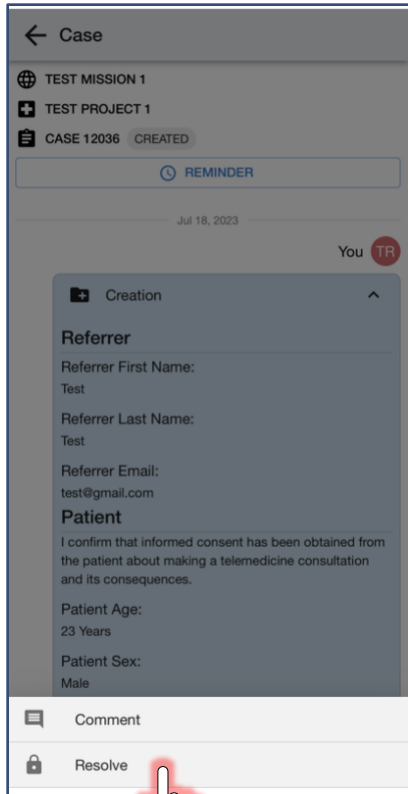 Case
TEST MISSION 1
TEST PROJECT 1
CASE 12036 CREATED
REMINDER
Jul 18, 2023
You TR
Creation
Referrer
Referrer First Name:
Test
Referrer Last Name:
Test
Referrer Email:
test@gmail.com
Patient
I confirm that informed consent has been obtained from
the patient about making a telemedicine consultation
and its consequences.
Patient Age:
23 Years
Patient Sex:
Male
Comment
Resolve